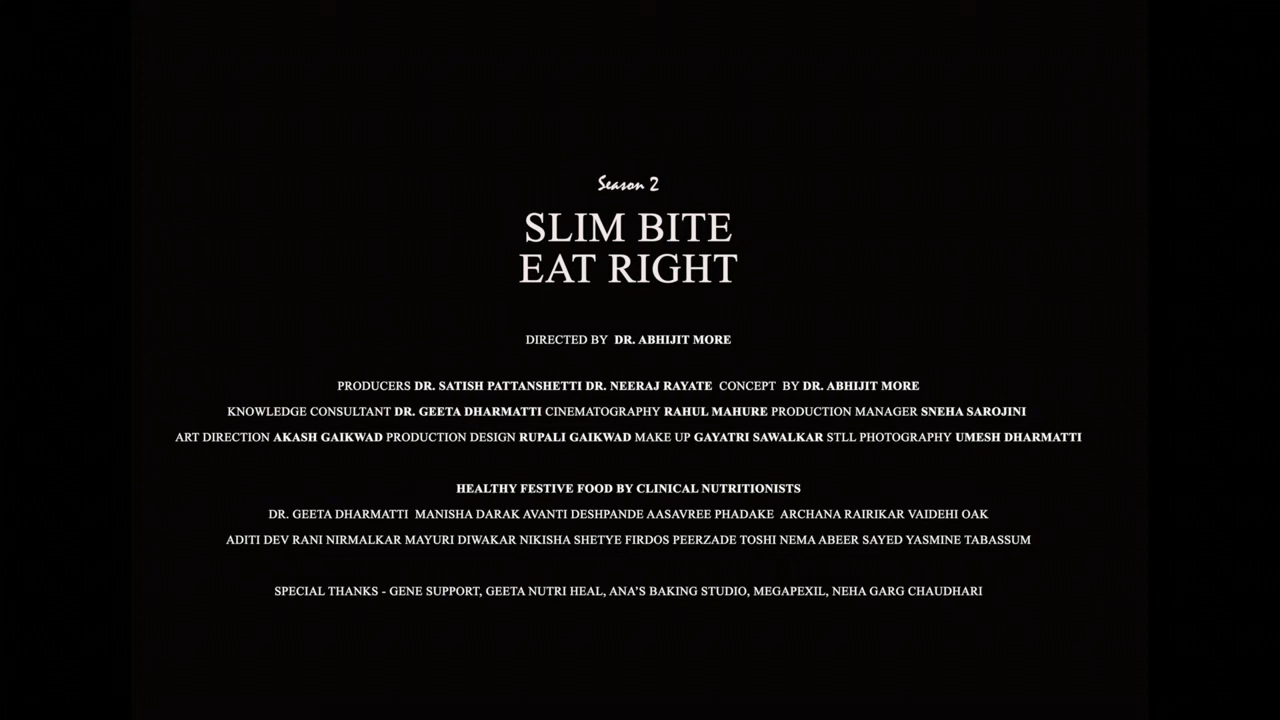 Season 2
SLIM BITE
EAT RIGHT
DIRECTED BY DR. ABHIJIT MORE
PRODUCERS DR. SATISH PATTANSHETTI DR. NEERAJ RAYATE CONCEPT BY DR. ABHIJIT MORE
KNOWLEDGE CONSULTANT DR. GEETA DHARMATTI CINEMATOGRAPHY RAHUL MAHURE PRODUCTION MANAGER SNEHA SAROJINI
ART DIRECTION AKASH GAIKWAD PRODUCTION DESIGN RUPALI GAIKWAD MAKE UP GAYATRI SAWALKAR STLL PHOTOGRAPHY UMESH DHARMATTI
HEALTHY FESTIVE FOOD BY CLINICAL NUTRITIONISTS
DR. GEETA DHARMATTI MANISHA DARAK AVANTI DESHPANDE AASAVREE PHADAKE ARCHANA RAIRIKAR VAIDEHI OAK
ADITI DEV RANI NIRMALKAR MAYURI DIWAKAR NIKISHA SHETYE FIRDOS PEERZADE TOSHI NEMA ABEER SAYED YASMINE TABASSUM
SPECIAL THANKS - GENE SUPPORT, GEETA NUTRI HEAL, ANA'S BAKING STUDIO, MEGAPEXIL, NEHA GARG CHAUDHARI